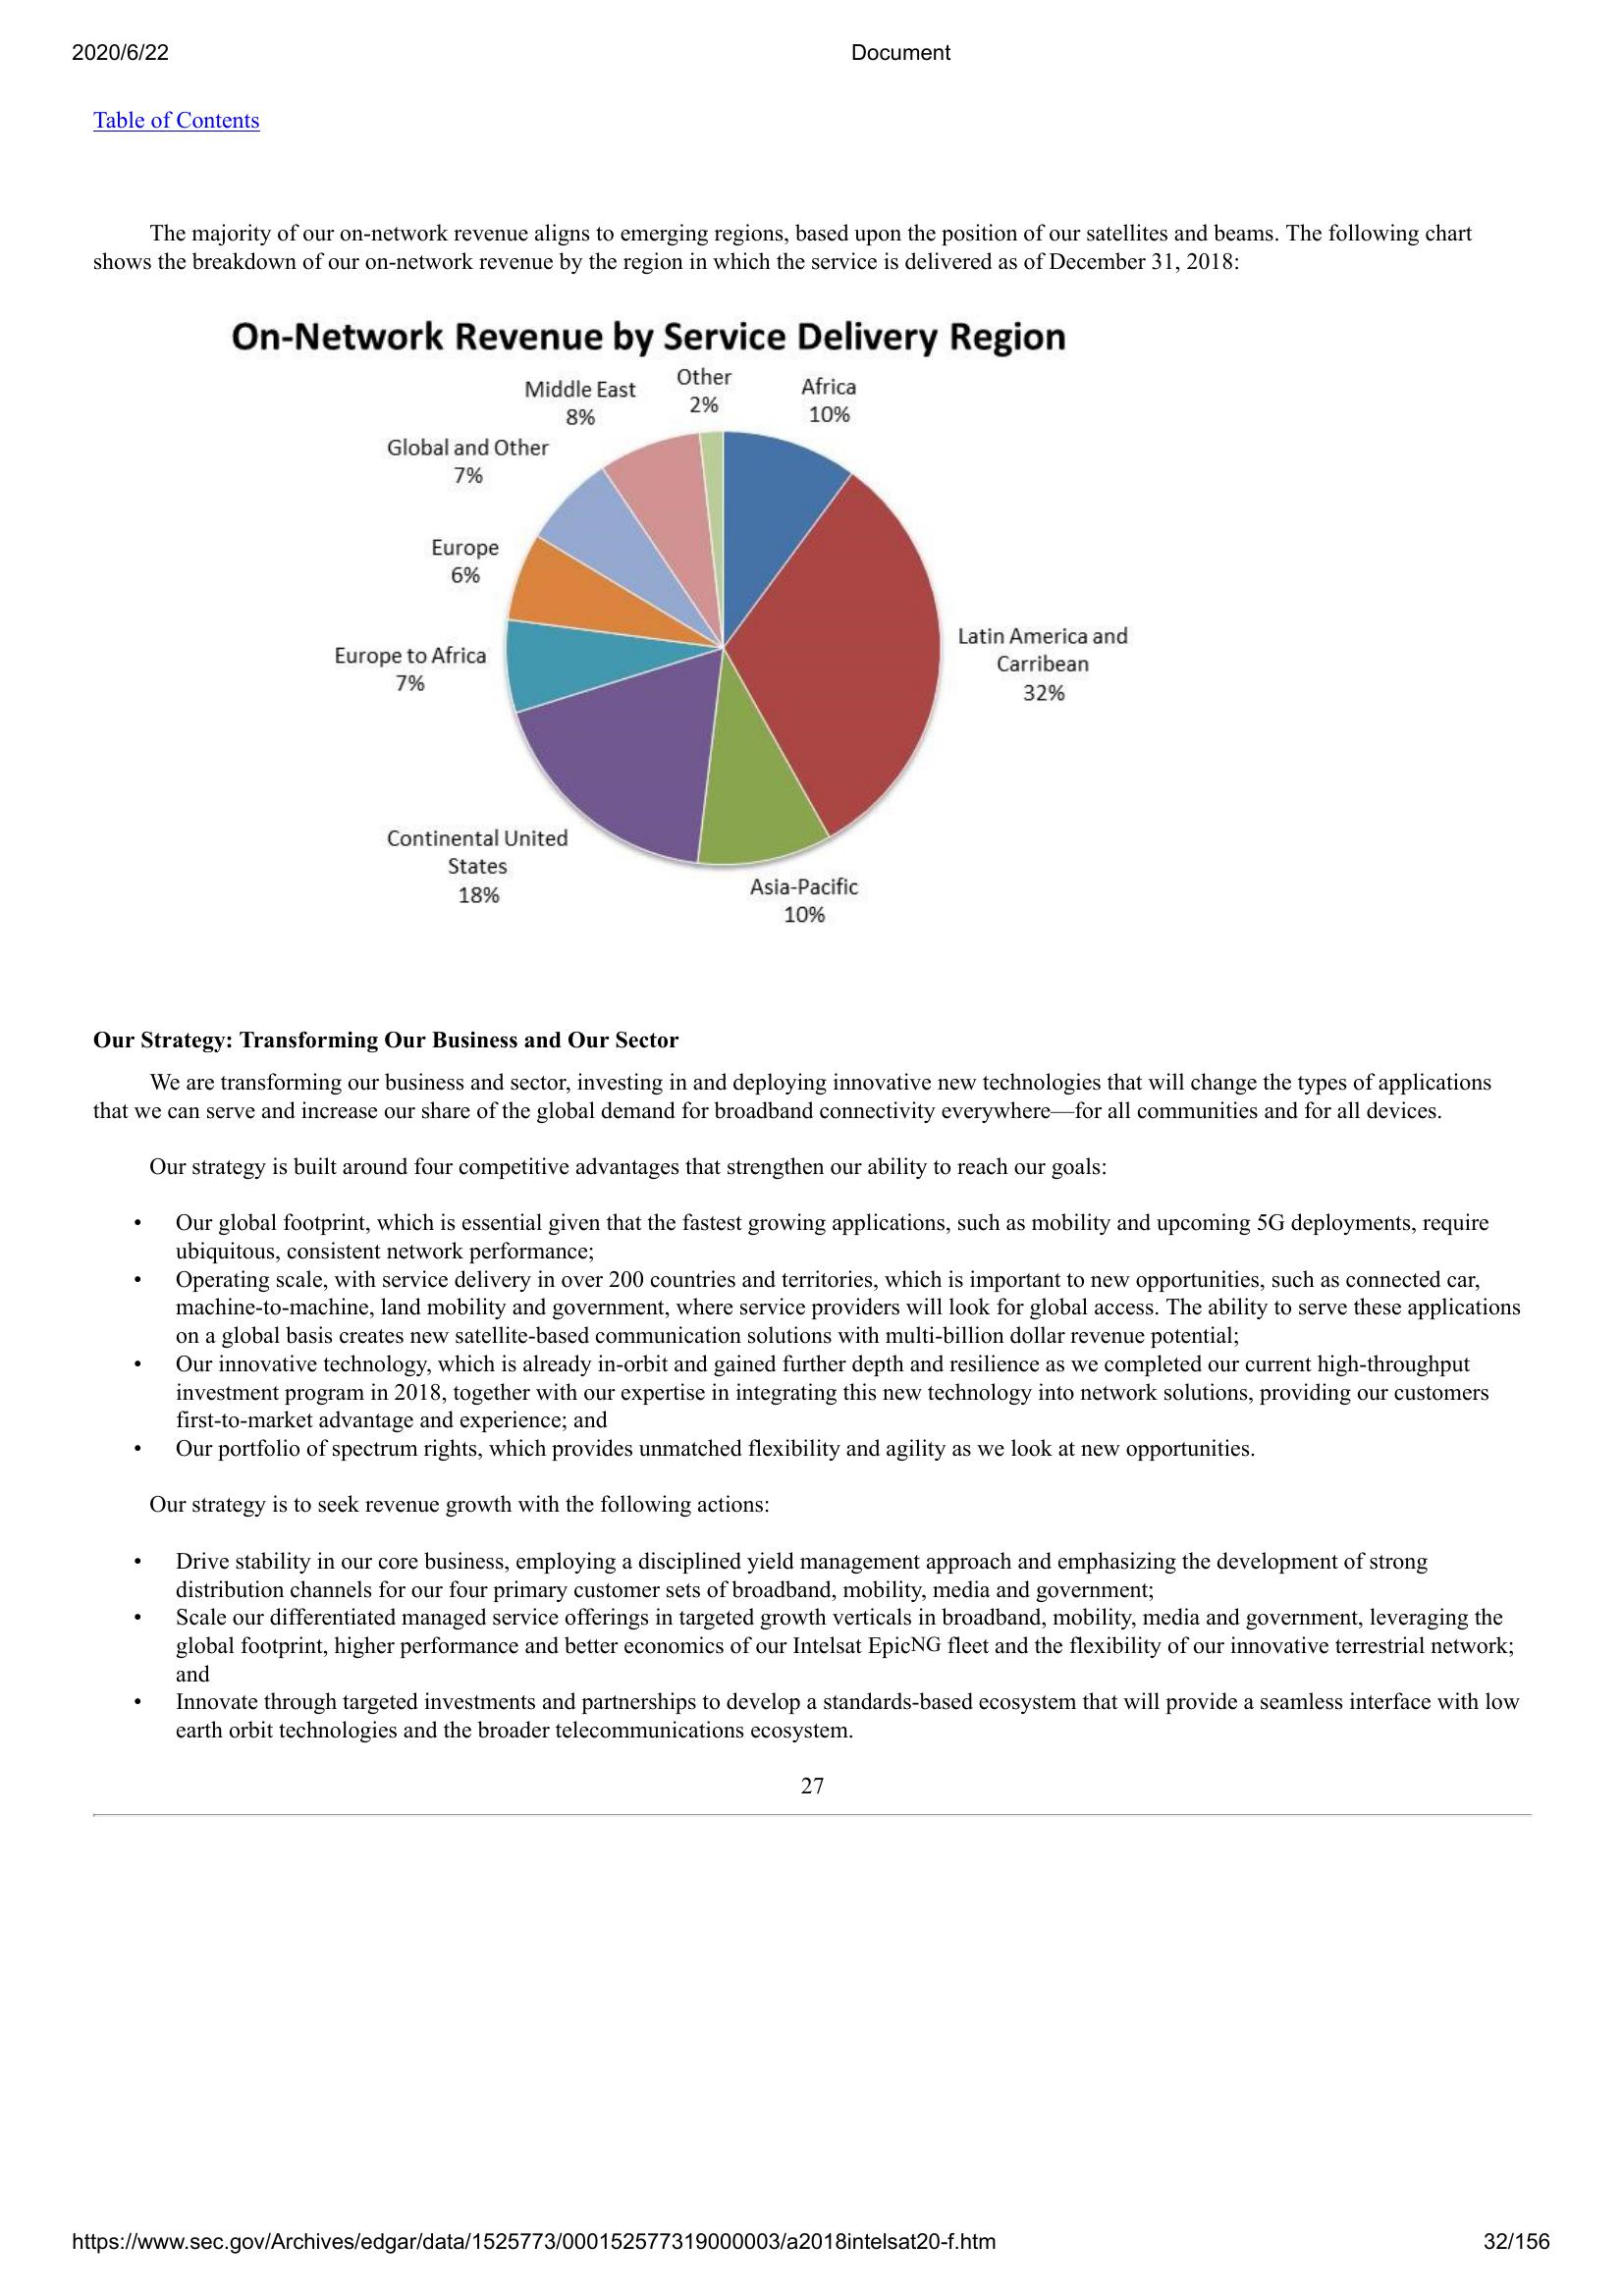 2020/6/22 Document
Table of Contents
The majority of our on-network revenue aligns to emerging regions, based upon the position of our satellites and beams. The following chart
shows the breakdown of our on-network revenue by the region in which the service is delivered as of December 31, 2018:
On-Network Revenue by Service Delivery Region
Other
2%
Africa
10%
Middle East
8%
Global and Other
7%
Europe
6%
Europe to Africa
7%
Latin America and
Carribean
32%
Continental United
States
18%
Asia-Pacific
10%
Our Strategy: Transforming Our Business and Our Sector
We are transforming our business and sector, investing in and deploying innovative new technologies that will change the types of applications
that we can serve and increase our share of the global demand for broadband connectivity everywhere—for all communities and for all devices.
Our strategy is built around four competitive advantages that strengthen our ability to reach our goals:
• Our global footprint, which is essential given that the fastest growing applications, such as mobility and upcoming 5G deployments, require
ubiquitous, consistent network performance;
• Operating scale, with service delivery in over 200 countries and territories, which is important to new opportunities, such as connected car,
machine-to-machine, land mobility and government, where service providers will look for global access. The ability to serve these applications
on a global basis creates new satellite-based communication solutions with multi-billion dollar revenue potential;
• Our innovative technology, which is already in-orbit and gained further depth and resilience as we completed our current high-throughput
investment program in 2018, together with our expertise in integrating this new technology into network solutions, providing our customers
first-to-market advantage and experience; and
• Our portfolio of spectrum rights, which provides unmatched flexibility and agility as we look at new opportunities.
Our strategy is to seek revenue growth with the following actions:
• Drive stability in our core business, employing a disciplined yield management approach and emphasizing the development of strong
distribution channels for our four primary customer sets of broadband, mobility, media and government;
• Scale our differentiated managed service offerings in targeted growth verticals in broadband, mobility, media and government, leveraging the
global footprint, higher performance and better economics of our Intelsat EpicNG fleet and the flexibility of our innovative terrestrial network;
and
• Innovate through targeted investments and partnerships to develop a standards-based ecosystem that will provide a seamless interface with low
earth orbit technologies and the broader telecommunications ecosystem.
27
https://www.sec.gov/Archives/edgar/data/1525773/000152577319000003/a2018intelsat20-f.htm 32/156